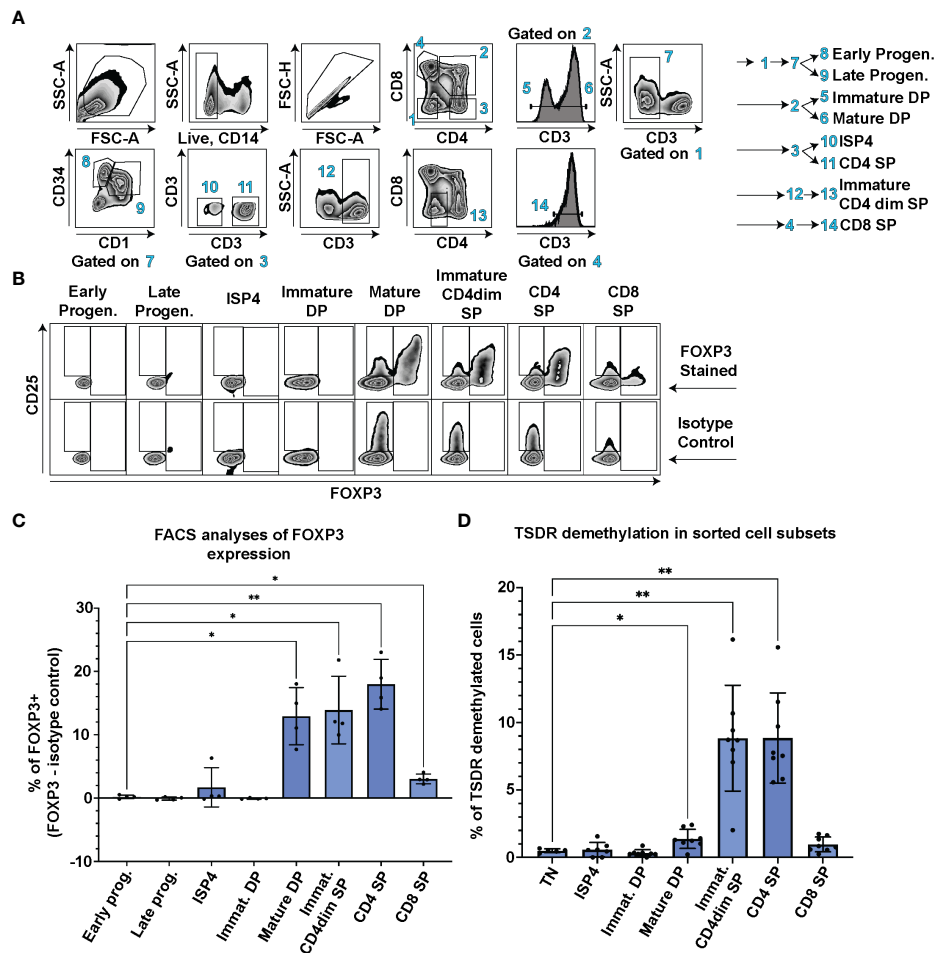 A
Gated on 2
SSC-A
FSC-A
SSC-A
Live, CD14
FSC-H
FSC-A
CD8
CD4
4
2
1
3
5
6
CD3
SSC-A
7
CD3
Gated on 1
1
7
8 Early Progen.
9 Late Progen.
2
5 Immature DP
6 Mature DP
3
10 ISP4
11 CD4 SP
12
13 Immature
CD4 dim SP
4
14 CD8 SP
CD34
8
9
CD1
Gated on 7
CD3
10
11
CD3
Gated on 3
SSC-A
12
CD3
CD8
13
CD4
14
CD3
Gated on 4
B
Early
Progen.
Late
Progen.
ISP4
Immature
DP
Mature
DP
Immature
CD4dim
SP
CD4
SP
CD8
SP
CD25
FOXP3
Stained
Isotype
Control
FOXP3
C
FACS analyses of FOXP3
expression
% of FOXP3+
(FOXP3 - isotype control)
30
20
10
0
-10
*
**
*
*
Early prog.
Late prog.
ISP4
Immat. DP
Mature DP
Immat.
CD4dim SP
CD4 SP
CD8 SP
D
TSDR demethylation in sorted cell subsets
% of TSDR demethylated cells
20
15
10
5
0
**
**
*
TN
ISP4
Immat. DP
Mature DP
Immat.
CD4dim SP
CD4 SP
CD8 SP